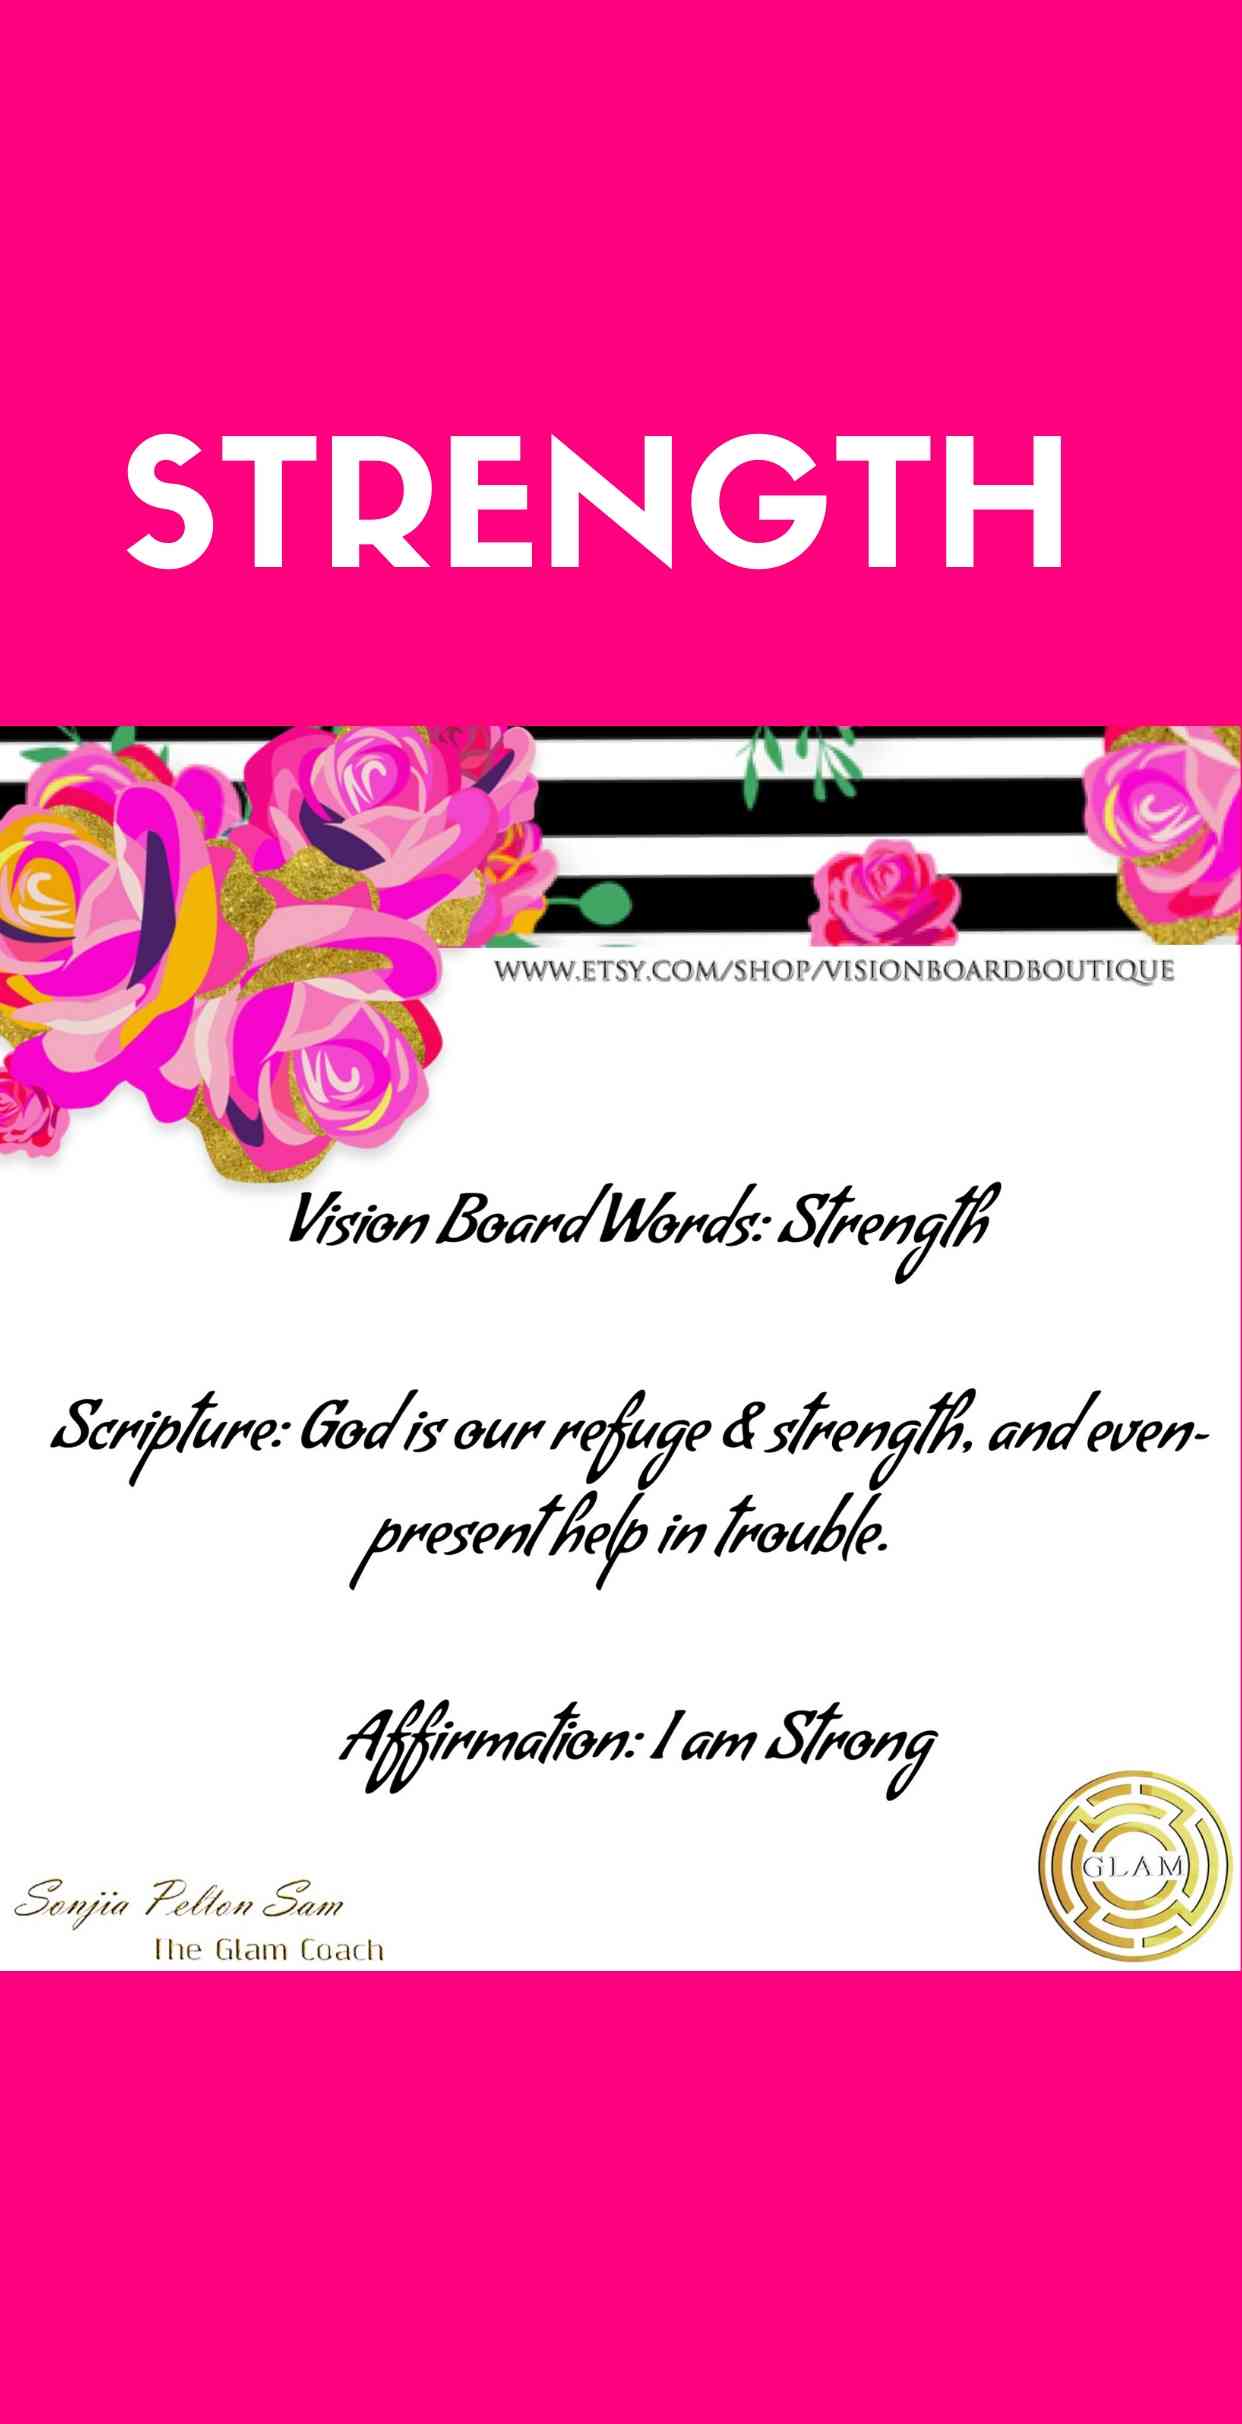 STRENGTH
WWW.ETSY.COM/SHOP/VISIONBOARDBOUTIQUE
Vision Board Words: Strength
Scripture: God is our refuge & strength, and even-
present help in trouble.
Affirmation: I am Strong
GLAM
Sonjia Pelton Sam
The Glam Coach